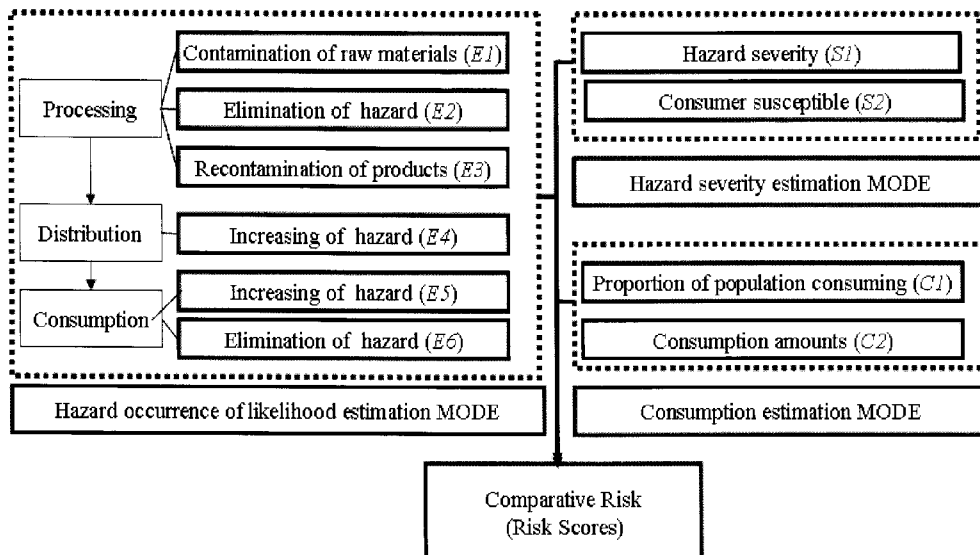 Processing
Contamination of raw materials (E1)
Elimination of hazard (E2)
Recontamination of products (E3)
Distribution
Increasing of hazard (E4)
Consumption
Increasing of hazard (E5)
Elimination of hazard (E6)
Hazard occurrence of likelihood estimation MODE
Hazard severity (S1)
Consumer susceptible (S2)
Hazard severity estimation MODE
Proportion of population consuming (C1)
Consumption amounts (C2)
Consumption estimation MODE
Comparative Risk
(Risk Scores)